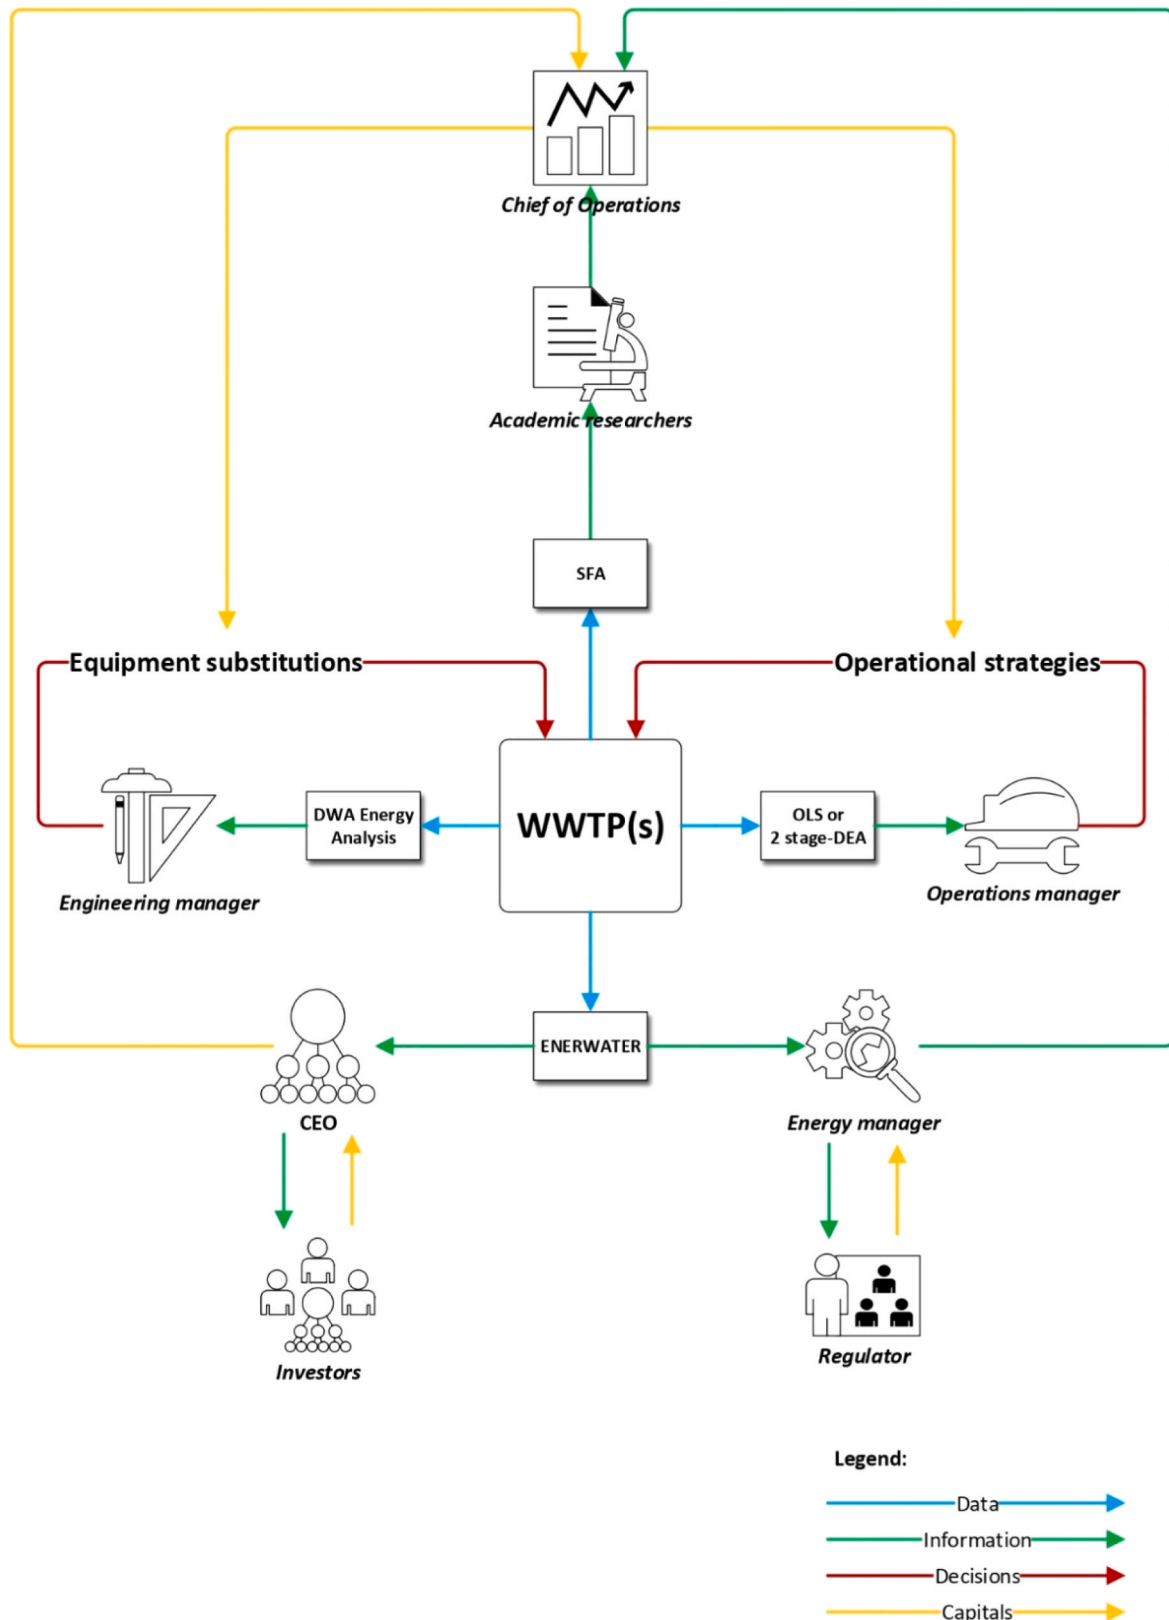 Chief of Operations
Academic researchers
SFA
Equipment substitutions
Operational strategies
DWA Energy
Analysis
WWTP(s)
OLS or
2 stage-DEA
Engineering manager
Operations manager
ENERWATER
CEO
Energy manager
Investors
Regulator
Legend:
Data
Information
Decisions
Capitals